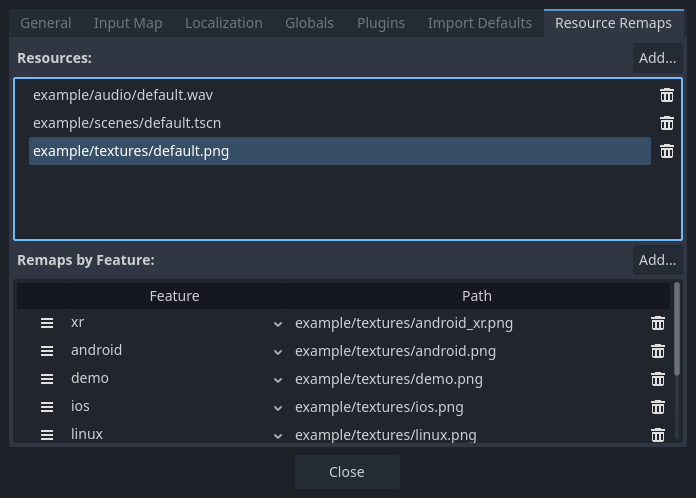 General Input Map Localization Globals Plugins Import Defaults Resource Remaps
Resources: Add...
example/audio/default.wav
example/scenes/default.tscn
example/textures/default.png
Remaps by Feature: Add...
Feature Path
xr example/textures/android_xr.png
android example/textures/android.png
demo example/textures/demo.png
ios example/textures/ios.png
linux example/textures/linux.png
Close